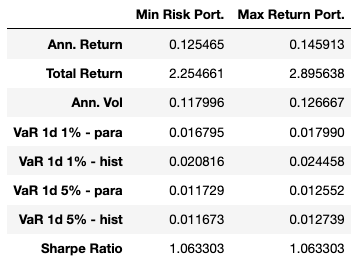 Min Risk Port. Max Return Port.
Ann. Return 0.125465 0.145913
Total Return 2.254661 2.895638
Ann. Vol 0.117996 0.126667
VaR 1d 1% - para 0.016795 0.017990
VaR 1d 1% - hist 0.020816 0.024458
VaR 1d 5% - para 0.011729 0.012552
VaR 1d 5% - hist 0.011673 0.012739
Sharpe Ratio 1.063303 1.063303